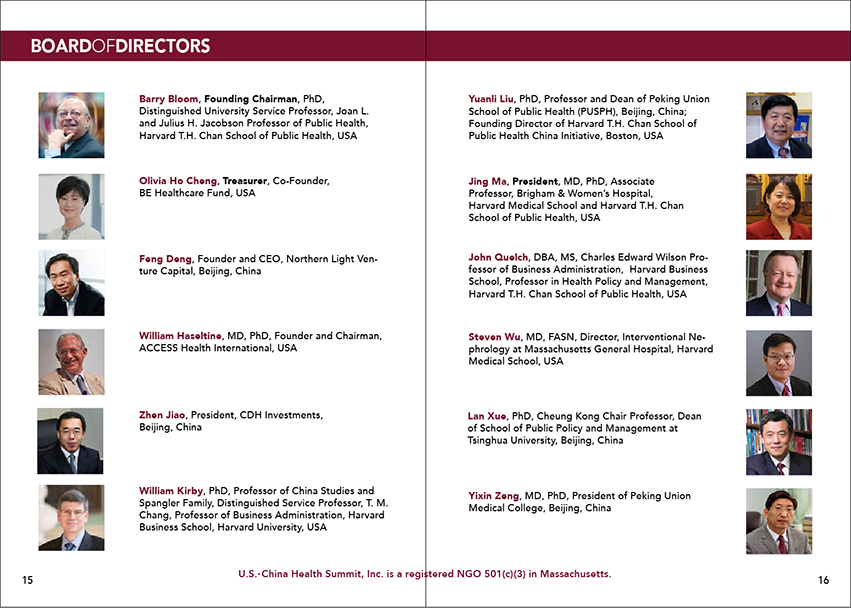 BOARDOFDIRECTORS
Barry Bloom, Founding Chairman, PhD,
Distinguished University Service Professor, Joan L.
and Julius H. Jacobson Professor of Public Health,
Harvard T.H. Chan School of Public Health, USA
Olivia Ho Cheng, Treasurer, Co-Founder,
BE Healthcare Fund, USA
Feng Deng, Founder and CEO, Northern Light Ven-
ture Capital, Beijing, China
William Haseltine, MD, PhD, Founder and Chairman,
ACCESS Health International, USA
Zhen Jiao, President, CDH Investments,
Beijing, China
William Kirby, PhD, Professor of China Studies and
Spangler Family, Distinguished Service Professor, T. M.
Chang, Professor of Business Administration, Harvard
Business School, Harvard University, USA
Yuanli Liu, PhD, Professor and Dean of Peking Union
School of Public Health (PUSPH), Beijing, China;
Founding Director of Harvard T.H. Chan School of
Public Health China Initiative, Boston, USA
Jing Ma, President, MD, PhD, Associate
Professor, Brigham & Women's Hospital,
Harvard Medical School and Harvard T.H. Chan
School of Public Health, USA
John Quelch, DBA, MS, Charles Edward Wilson Pro-
fessor of Business Administration, Harvard Business
School, Professor in Health Policy and Management,
Harvard T.H. Chan School of Public Health, USA
Steven Wu, MD, FASN, Director, Interventional Ne-
phrology at Massachusetts General Hospital, Harvard
Medical School, USA
Lan Xue, PhD, Cheung Kong Chair Professor, Dean
of School of Public Policy and Management at
Tsinghua University, Beijing, China
Yixin Zeng, MD, PhD, President of Peking Union
Medical College, Beijing, China
U.S.-China Health Summit, Inc. is a registered NGO 501(c)(3) in Massachusetts.
15
16